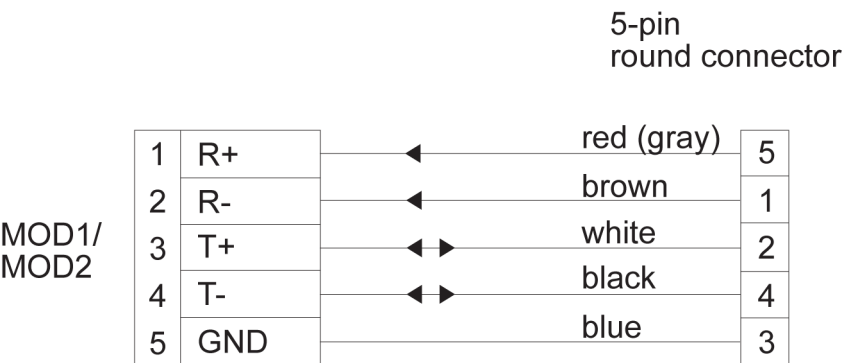 5-pin
round connector
1 R+ red (gray) 5
2 R- brown 1
MOD1/
MOD2
3 T+ white 2
4 T- black 4
5 GND blue 3